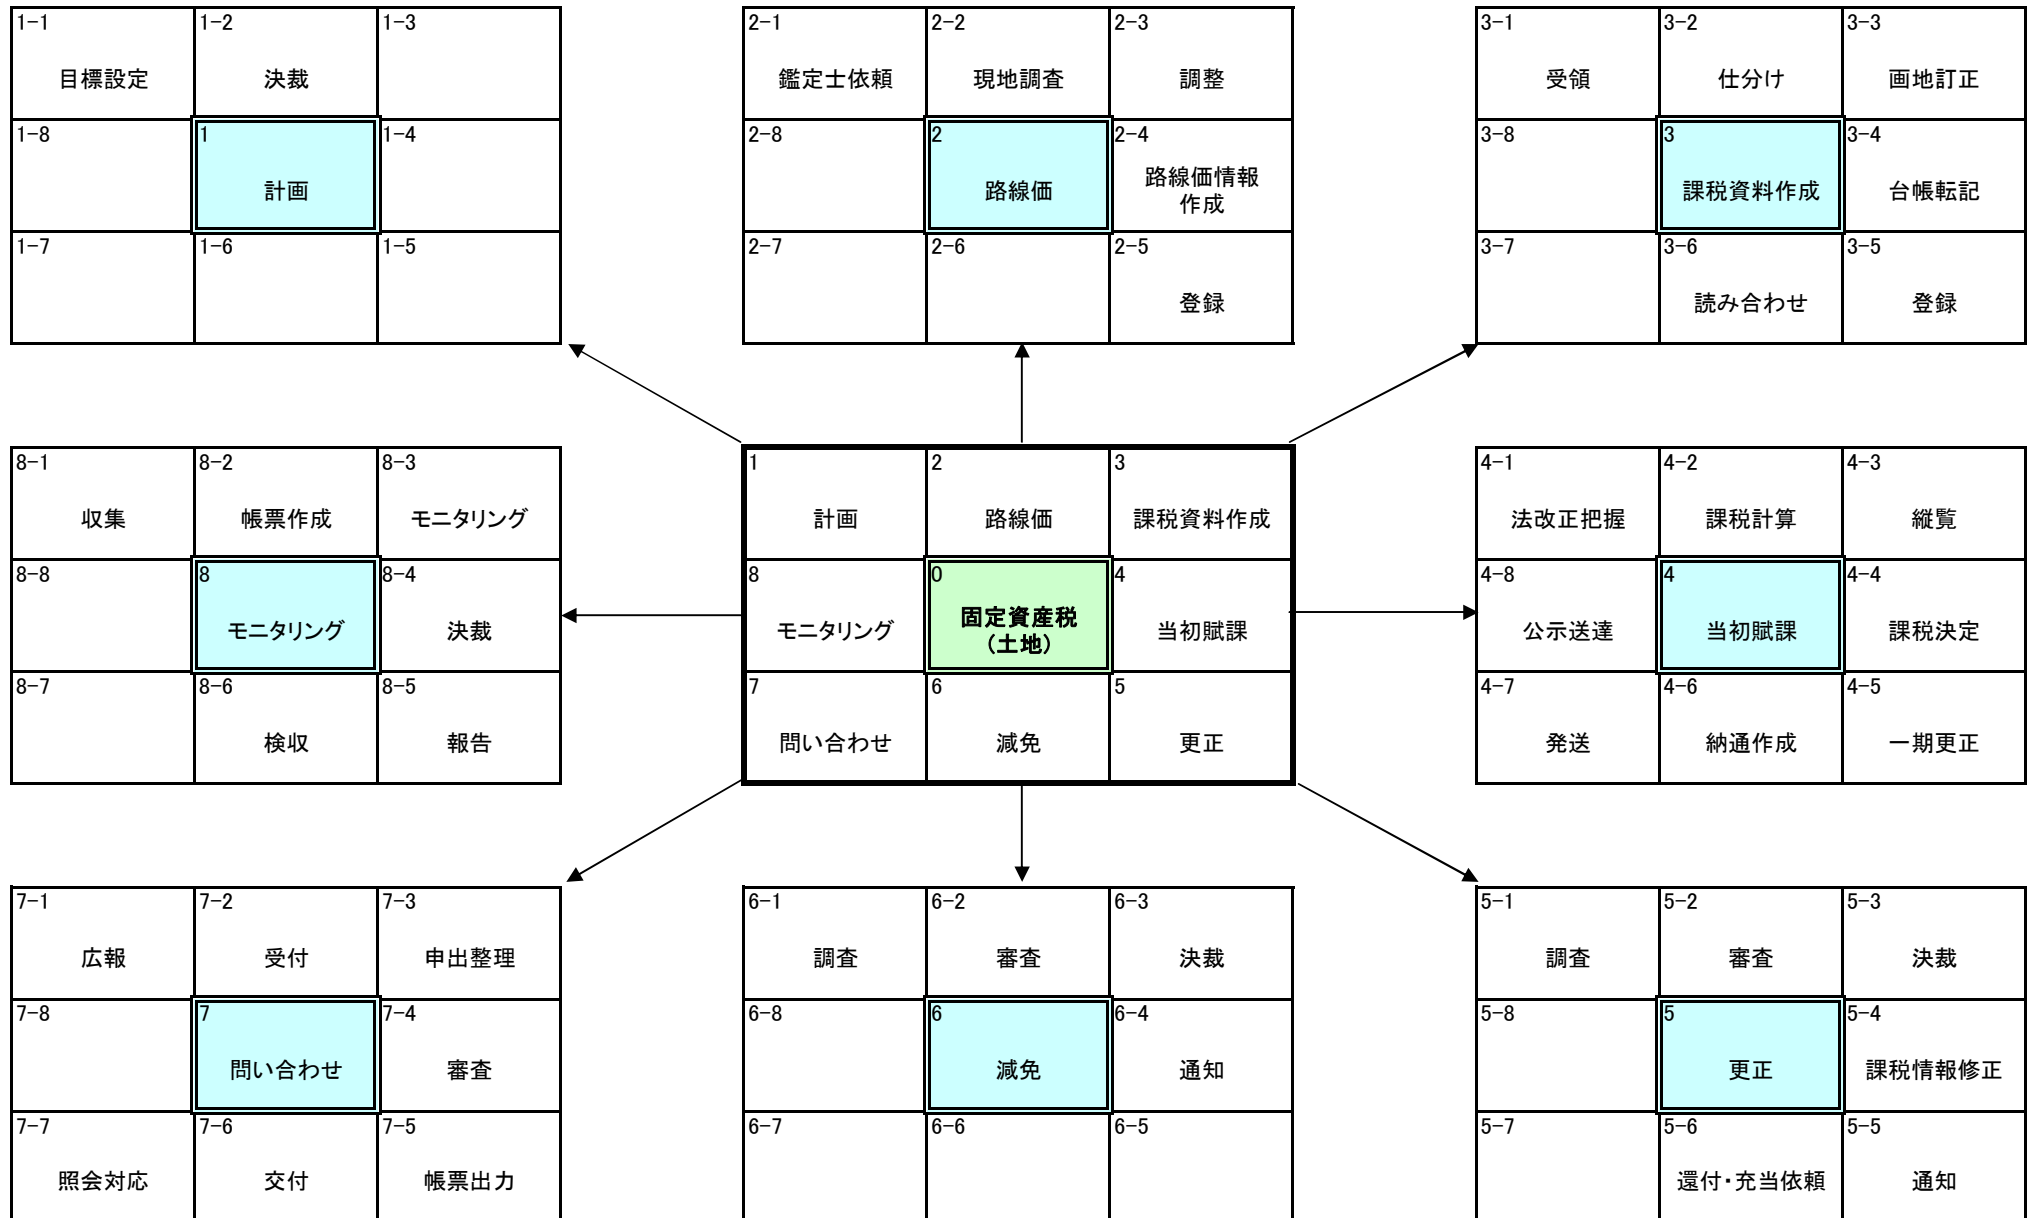 1-1
1-2
1-3
目標設定
決裁
1-8
1
1-4
計画
1-7
1-6
1-5
2-1
2-2
2-3
鑑定士依頼
現地調査
調整
2-8
2
2-4
路線価
路線価情報
作成
2-7
2-6
2-5
登録
3-1
3-2
3-3
受領
仕分け
画地訂正
3-8
3
3-4
課税資料作成
台帳転記
3-7
3-6
3-5
読み合わせ
登録
8-1
8-2
8-3
収集
帳票作成
モニタリング
8-8
8
8-4
モニタリング
決裁
8-7
8-6
8-5
検収
報告
1
2
3
計画
路線価
課税資料作成
8
0
4
モニタリング
固定資産税
(土地)
当初賦課
7
6
5
問い合わせ
減免
更正
4-1
4-2
4-3
法改正把握
課税計算
縦覧
4-8
4
4-4
公示送達
当初賦課
課税決定
4-7
4-6
4-5
発送
納通作成
一期更正
7-1
7-2
7-3
広報
受付
申出整理
7-8
7
7-4
問い合わせ
審査
7-7
7-6
7-5
照会対応
交付
帳票出力
6-1
6-2
6-3
調査
審査
決裁
6-8
6
6-4
減免
通知
6-7
6-6
6-5
5-1
5-2
5-3
調査
審査
決裁
5-8
5
5-4
更正
課税情報修正
5-7
5-6
5-5
還付・充当依頼
通知